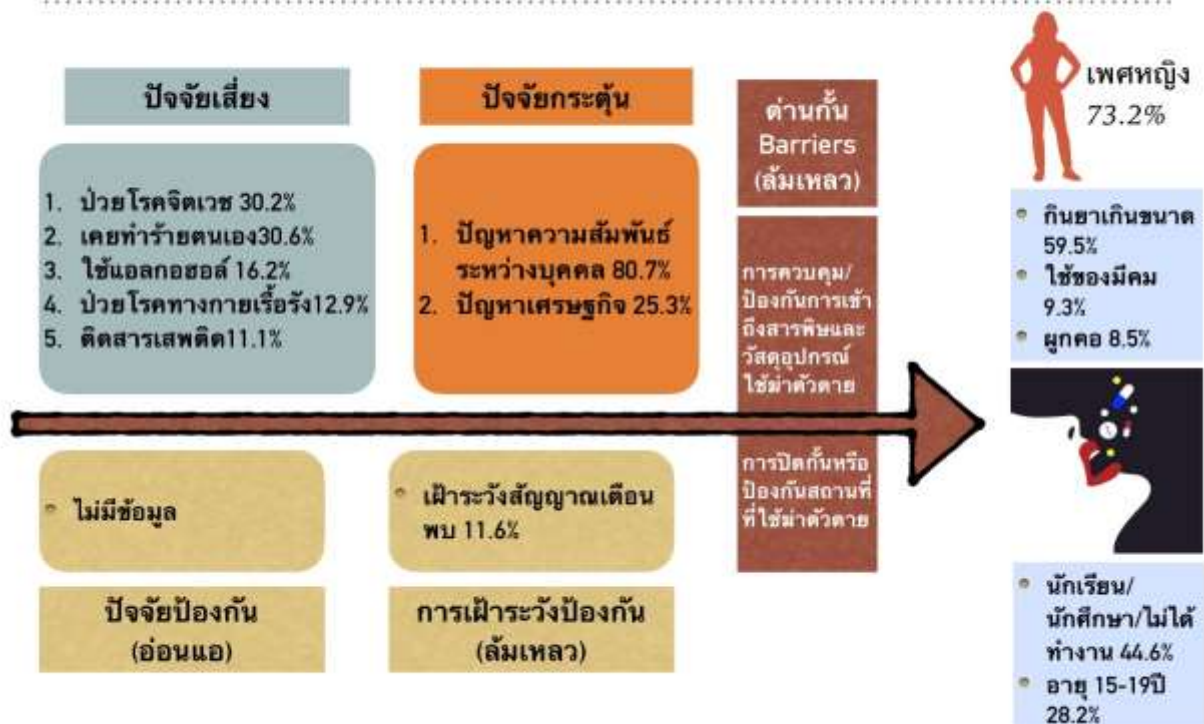 ปัจจัยเสี่ยง
1. ป่วยโรคจิตเวช 30.2%
2. เคยทำร้ายตนเอง30.6%
3. ใช้แอลกอฮอล์ 16.2%
4. ป่วยโรคทางกายเรื้อรัง12.9%
5. ติดสารเสพติด11.1%
ปัจจัยกระตุ้น
1. ปัญหาความสัมพันธ์
ระหว่างบุคคล 80.7%
2. ปัญหาเศรษฐกิจ 25.3%
ด่านกั้น
Barriers
(ล้มเหลว)
การควบคุม/
ป้องกันการเข้า
ถึงสารพิษและ
วัสดุอุปกรณ์
ใช้ฆ่าตัวตาย
การปิดกั้นหรือ
ป้องกันสถานที่
ที่ใช้ฆ่าตัวตาย
ไม่มีข้อมูล
ปัจจัยป้องกัน
(อ่อนแอ)
เฝ้าระวังสัญญาณเตือน
พบ 11.6%
การเฝ้าระวังป้องกัน
(ล้มเหลว)
เพศหญิง
73.2%
กินยาเกินขนาด
59.5%
ใช้ของมีคม
9.3%
ผูกคอ 8.5%
นักเรียน/
นักศึกษา/ไม่ได้
ทำงาน 44.6%
อายุ 15-19ปี
28.2%